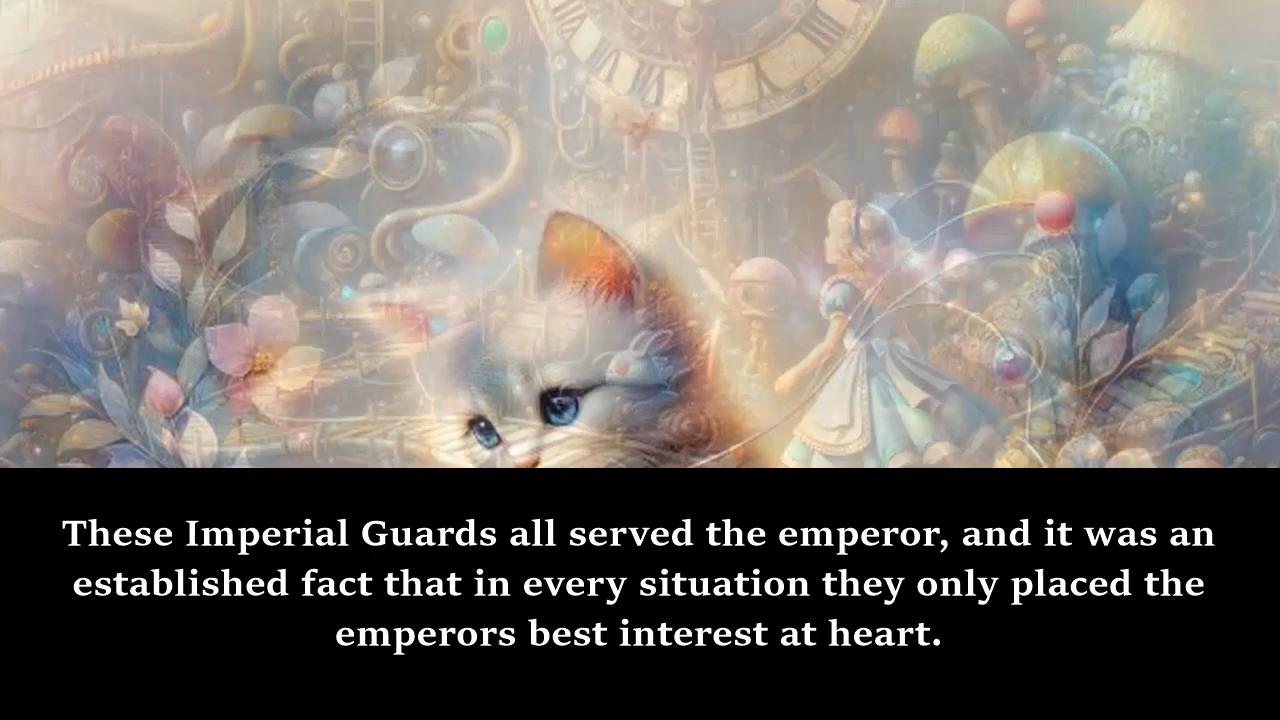 These Imperial Guards all served the emperor, and it was an
established fact that in every situation they only placed the
emperors best interest at heart.